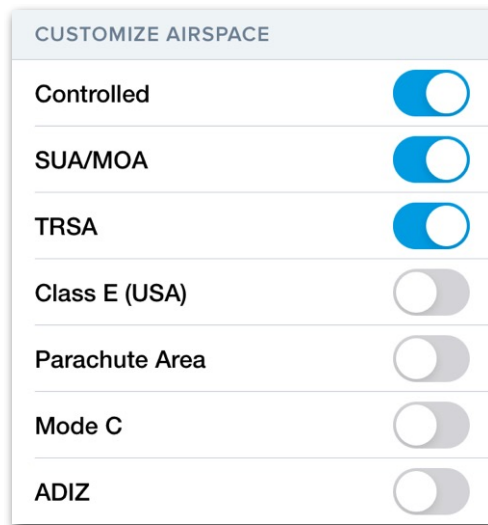 CUSTOMIZE AIRSPACE
Controlled
SUA/MOA
TRSA
Class E (USA)
Parachute Area
Mode C
ADIZ